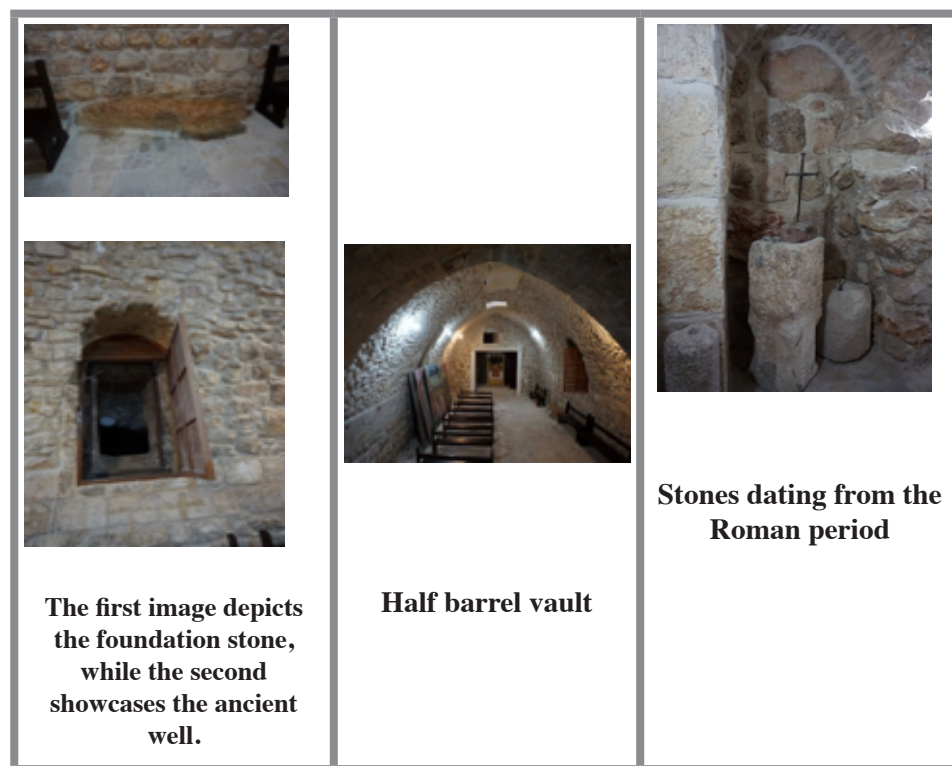 The first image depicts
the foundation stone,
while the second
showcases the ancient
well.
Half barrel vault
Stones dating from the
Roman period